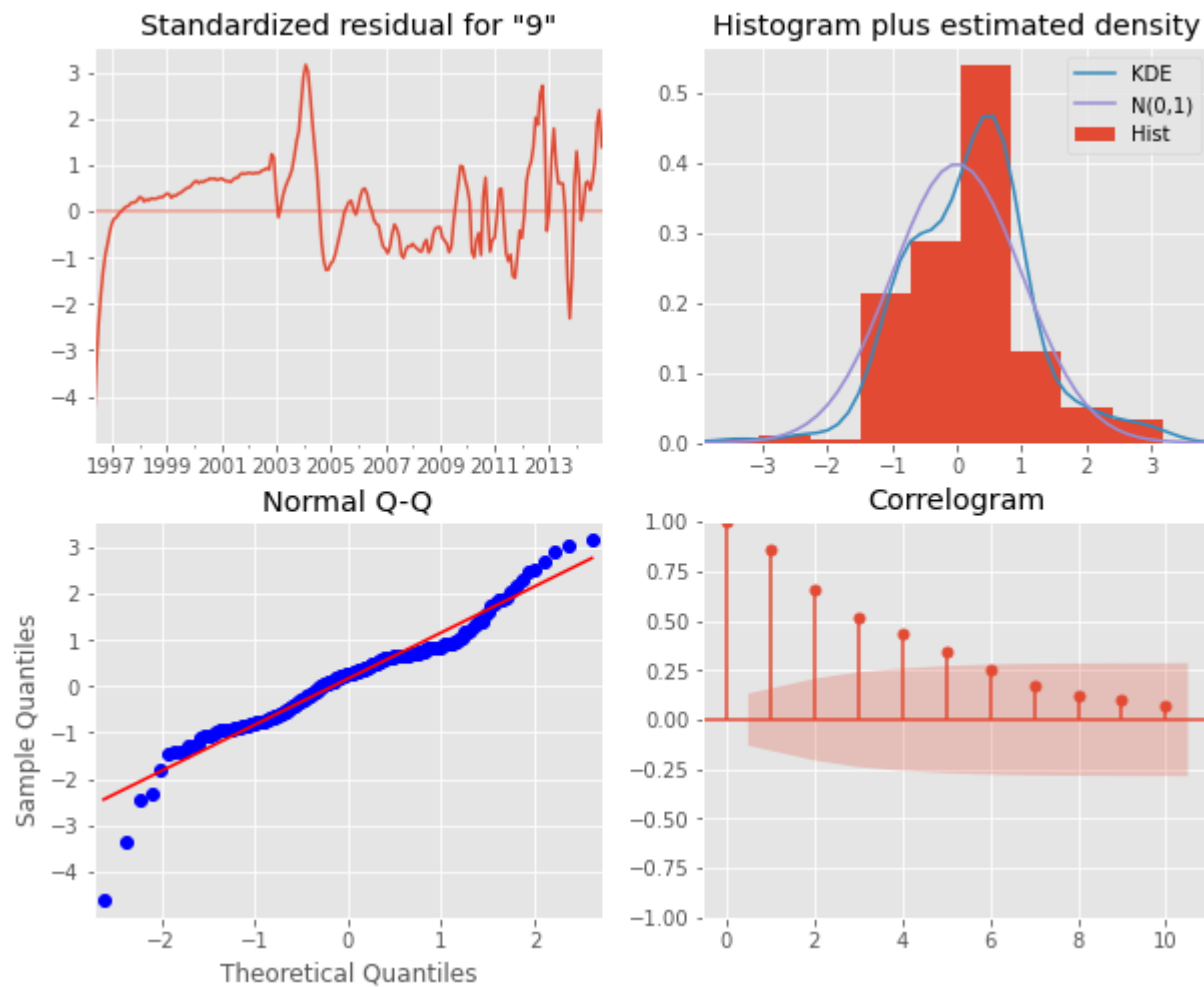 Standardized residual for "9"
3
2
1
0
−1
−2
−3
−4
1997 1999 2001 2003 2005 2007 2009 2011 2013
Histogram plus estimated density
KDE
N(0,1)
Hist
0.5
0.4
0.3
0.2
0.1
0.0
−3 −2 −1 0 1 2 3
Normal Q-Q
Sample Quantiles
3
2
1
0
−1
−2
−3
−4
−2 −1 0 1 2
Theoretical Quantiles
Correlogram
1.00
0.75
0.50
0.25
0.00
−0.25
−0.50
−0.75
−1.00
0 2 4 6 8 10